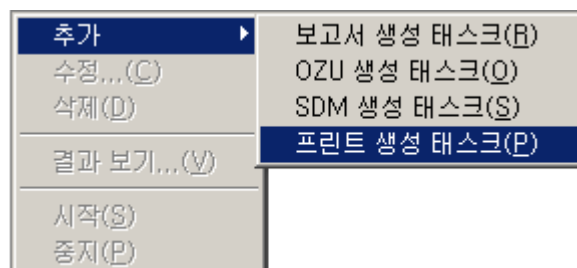 추가
수정...(C)
삭제(D)
결과 보기...(V)
시작(S)
중지(P)
보고서 생성 태스크(R)
OZU 생성 태스크(O)
SDM 생성 태스크(S)
프린트 생성 태스크(P)